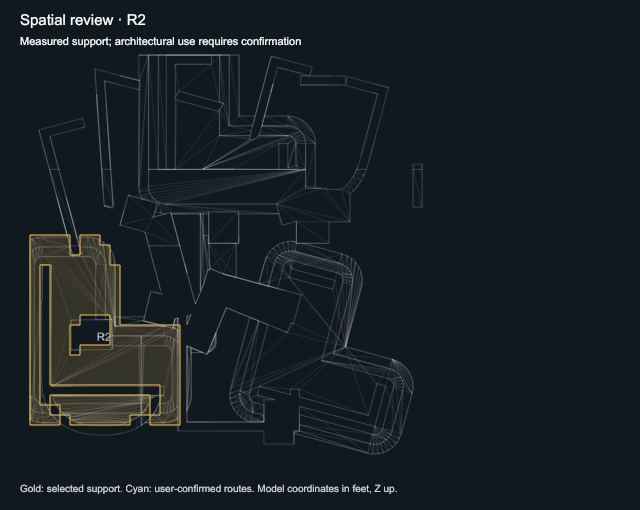 Spatial review · R2
Measured support; architectural use requires confirmation
R2
Gold: selected support. Cyan: user-confirmed routes. Model coordinates in feet, Z up.